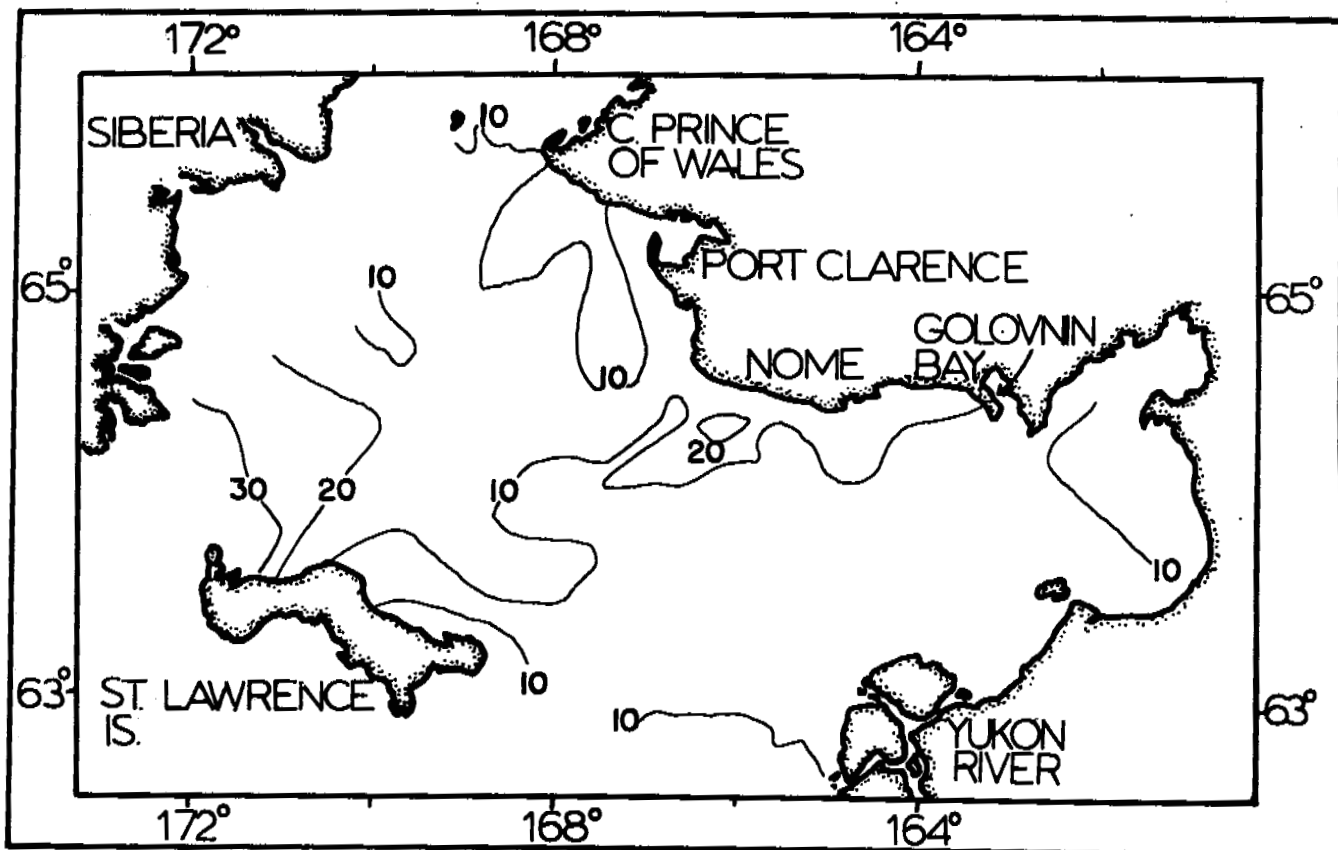 172° 168° 164°
SIBERIA
10
C. PRINCE
OF WALES
65°
10
PORT CLARENCE
65°
GOLOVNIN
BAY
NOME
10
20
30
20
10
10
63°
ST. LAWRENCE
IS.
10
10
YUKON
RIVER
63°
172° 168° 164°